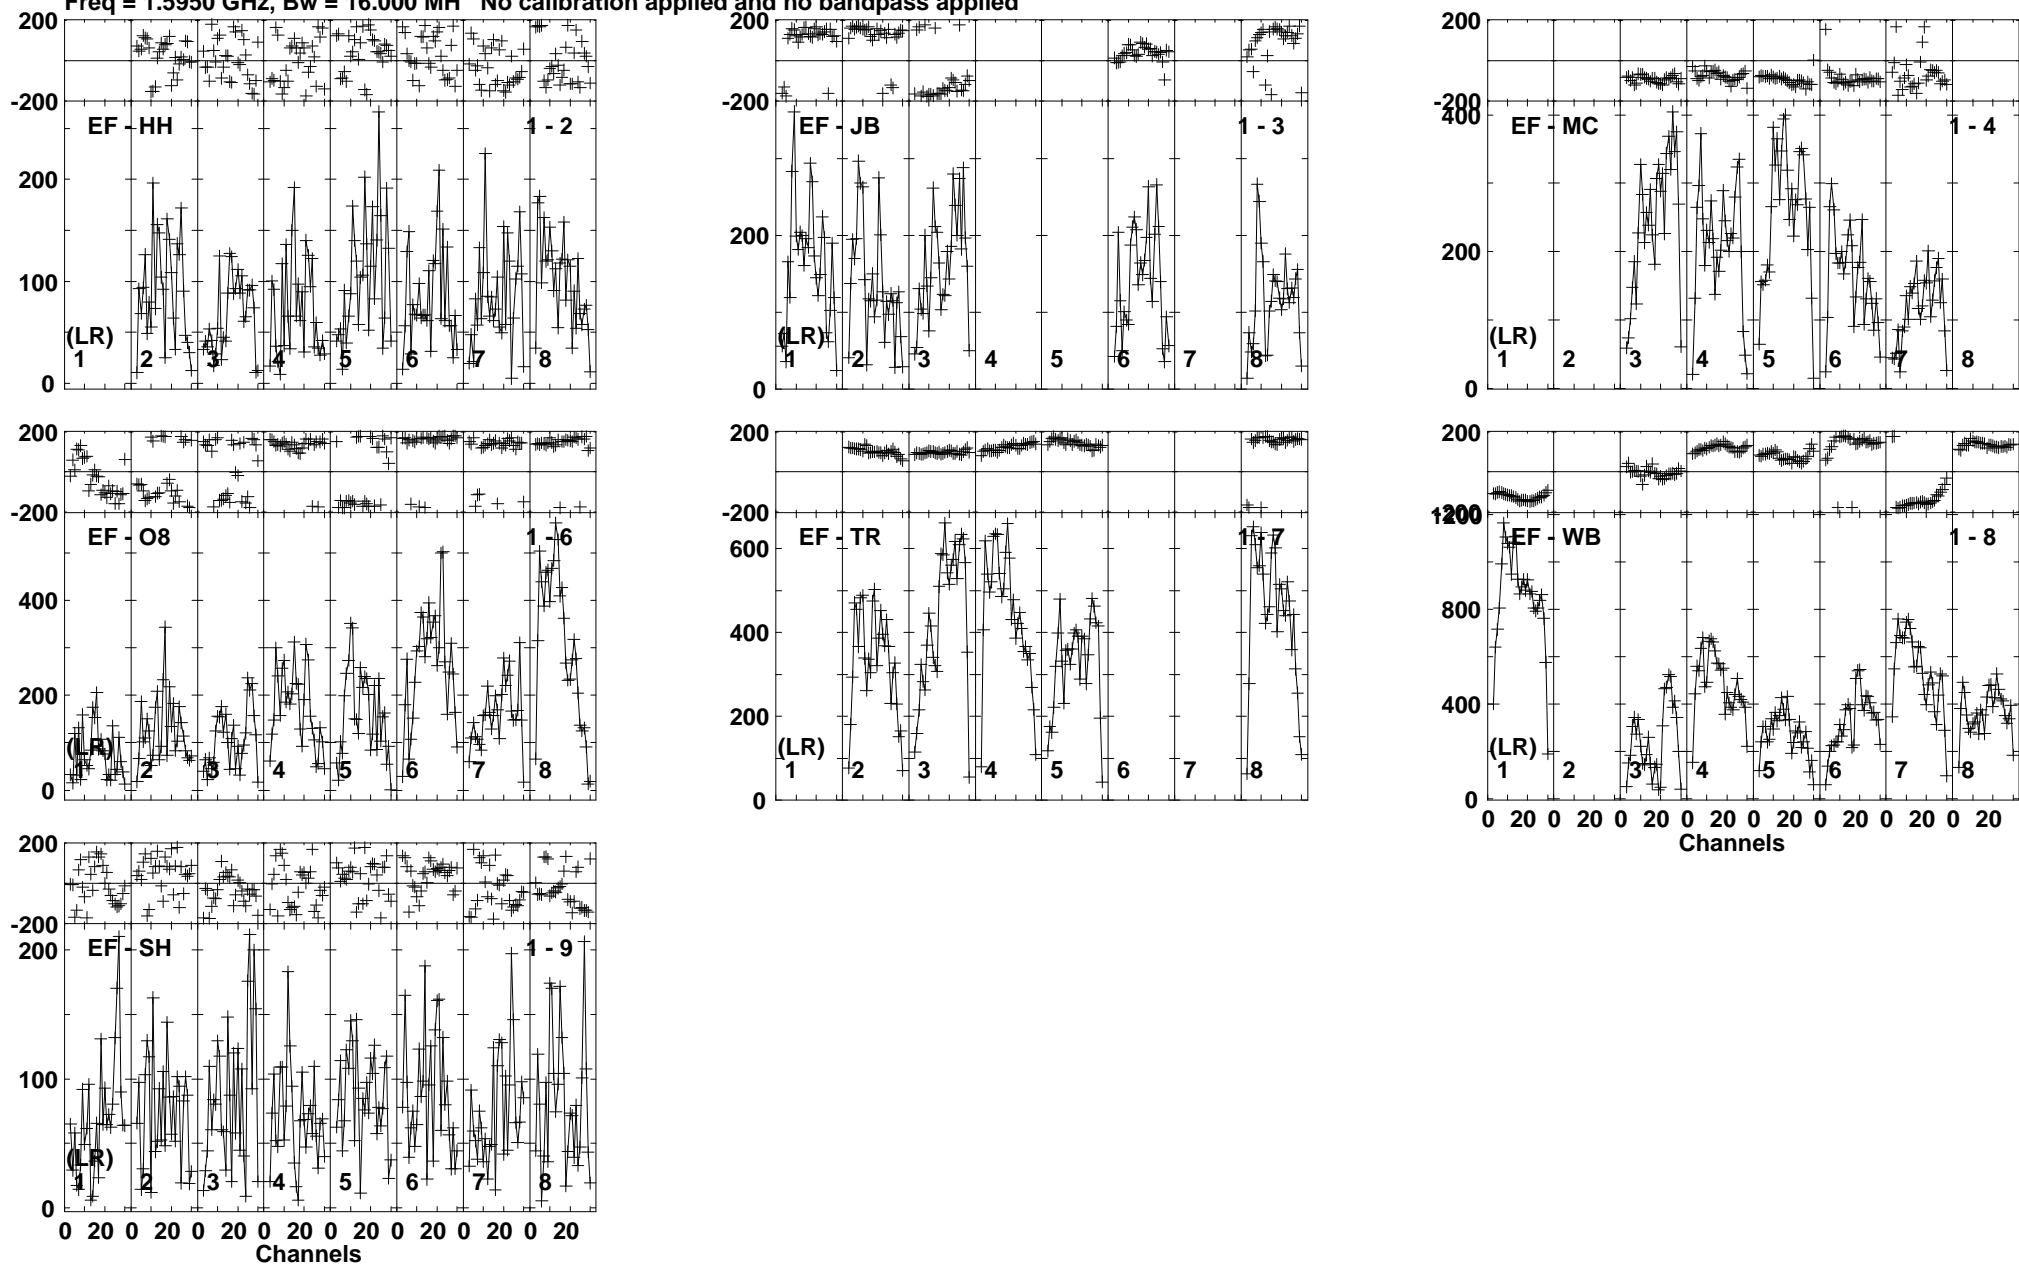 Freq = 1.5950 GHz, Bw = 16.000 MH No calibration applied and no bandpass applied
200
-200
EF - HH 1 - 2
200
100
0
(LR)
1 2 3 4 5 6 7 8
200
-200
EF - JB 1 - 3
200
0
(LR)
1 2 3 4 5 6 7 8
200
-200
400
EF - MC 1 - 4
200
0
(LR)
1 2 3 4 5 6 7 8
200
-200
EF - O8 1 - 6
400
200
0
(LR)
1 2 3 4 5 6 7 8
200
-200
EF - TR 1 - 7
600
400
200
0
(LR)
1 2 3 4 5 6 7 8
200
-200
1200
EF - WB 1 - 8
800
400
0
(LR)
1 2 3 4 5 6 7 8
0 20 0 20 0 20 0 20 0 20 0 20 0 20 0 20
Channels
200
-200
EF - SH 1 - 9
200
100
0
(LR)
1 2 3 4 5 6 7 8
0 20 0 20 0 20 0 20 0 20 0 20 0 20 0 20
Channels